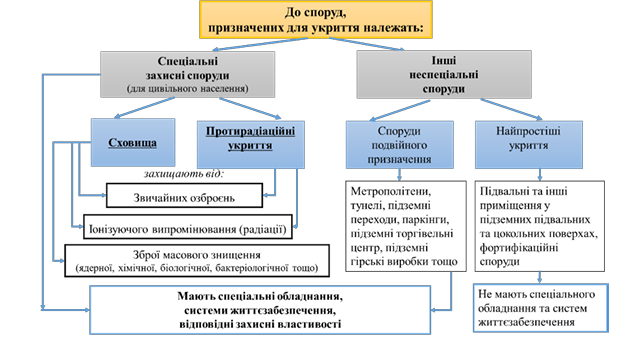 До споруд,
призначених для укриття належать:
Спеціальні
захисні споруди
(для цивільного населення)
Інші
неспеціальні
споруди
Сховища
Протирадіаційні
укриття
Споруди
подвійного
призначення
Найпростіші
укриття
захищають від:
Звичайних озброєнь
Іонізуючого випромінювання (радіації)
Зброї масового знищення
(ядерної, хімічної, біологічної, бактеріологічної тощо)
Метрополітени,
тунелі, підземні
переходи, паркінги,
підземні торгівельні
центр, підземні
гірські виробки тощо
Підвальні та інші
приміщення у
підземних підвальних
та цокольних поверхах,
фортифікаційні
споруди
Мають спеціальні обладнання,
системи життєзабезпечення,
відповідні захисні властивості
Не мають спеціального
обладнання та систем
життєзабезпечення